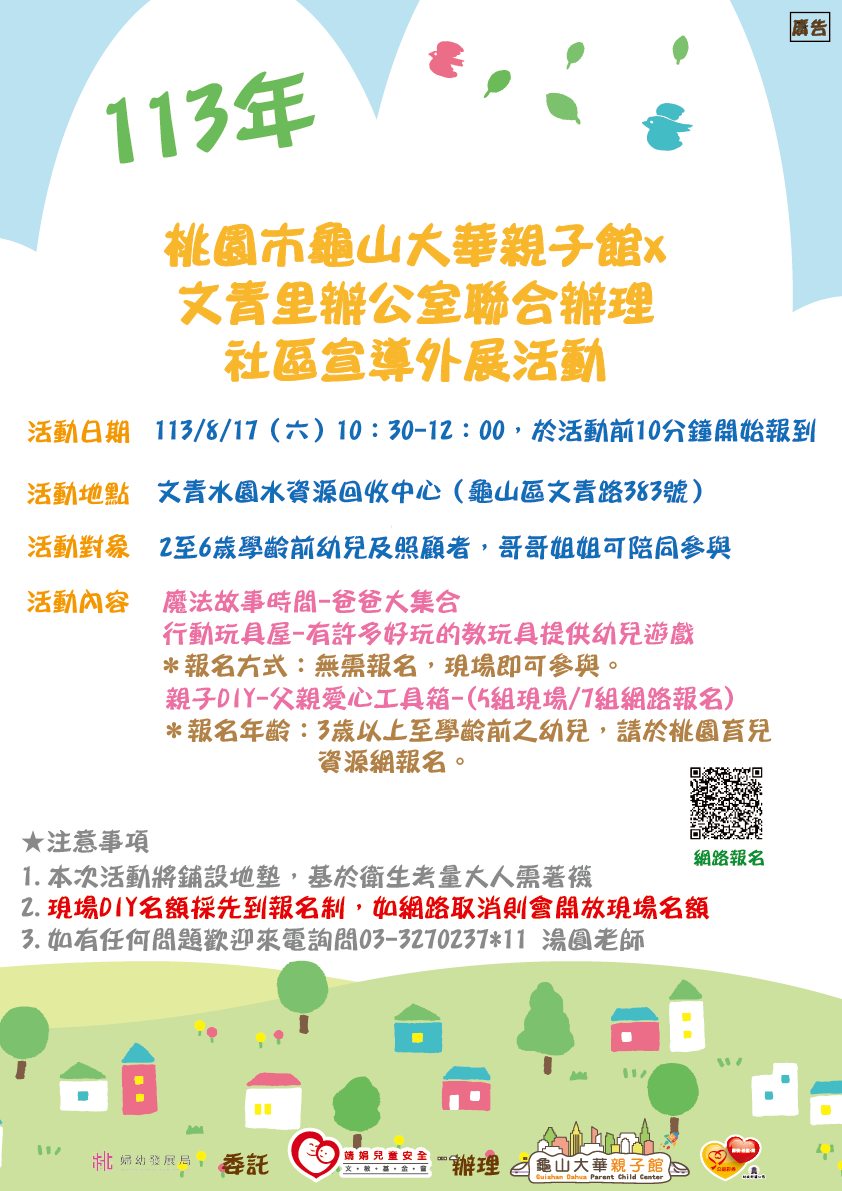 廣告
113年
桃園市龜山大華親子館x
文青里辦公室聯合辦理
社區宣導外展活動
活動日期 113/8/17（六）10：30-12：00，於活動前10分鐘開始報到
活動地點 文青水園水資源回收中心（龜山區文青路383號）
活動對象 2至6歲學齡前幼兒及照顧者，哥哥姐姐可陪同參與
活動內容 魔法故事時間-爸爸大集合
行動玩具屋-有許多好玩的教玩具提供幼兒遊戲
＊報名方式：無需報名，現場即可參與。
親子DIY-父親愛心工具箱-(5組現場/7組網路報名)
＊報名年齡：3歲以上至學齡前之幼兒，請於桃園育兒
資源網報名。
網路報名
★注意事項
1. 本次活動將鋪設地墊，基於衛生考量大人需著襪
2. 現場DIY名額採先到報名制，如網路取消則會開放現場名額
3. 如有任何問題歡迎來電詢問03-3270237*11 湯圓老師
婦幼發展局 委託 靖娟兒童安全 辦理 龜山大華親子館
文．教．基．金．會 Guishan Dahua Parent Child Center